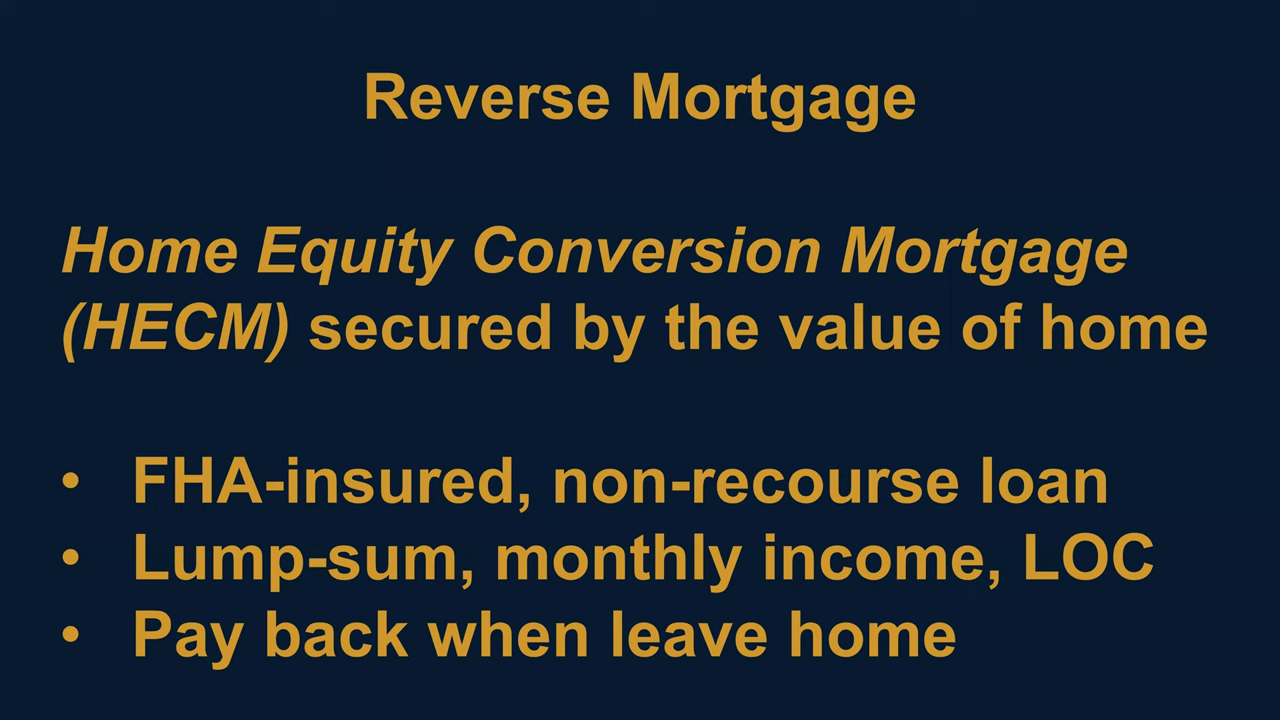 Reverse Mortgage
Home Equity Conversion Mortgage
(HECM) secured by the value of home
• FHA-insured, non-recourse loan
• Lump-sum, monthly income, LOC
• Pay back when leave home